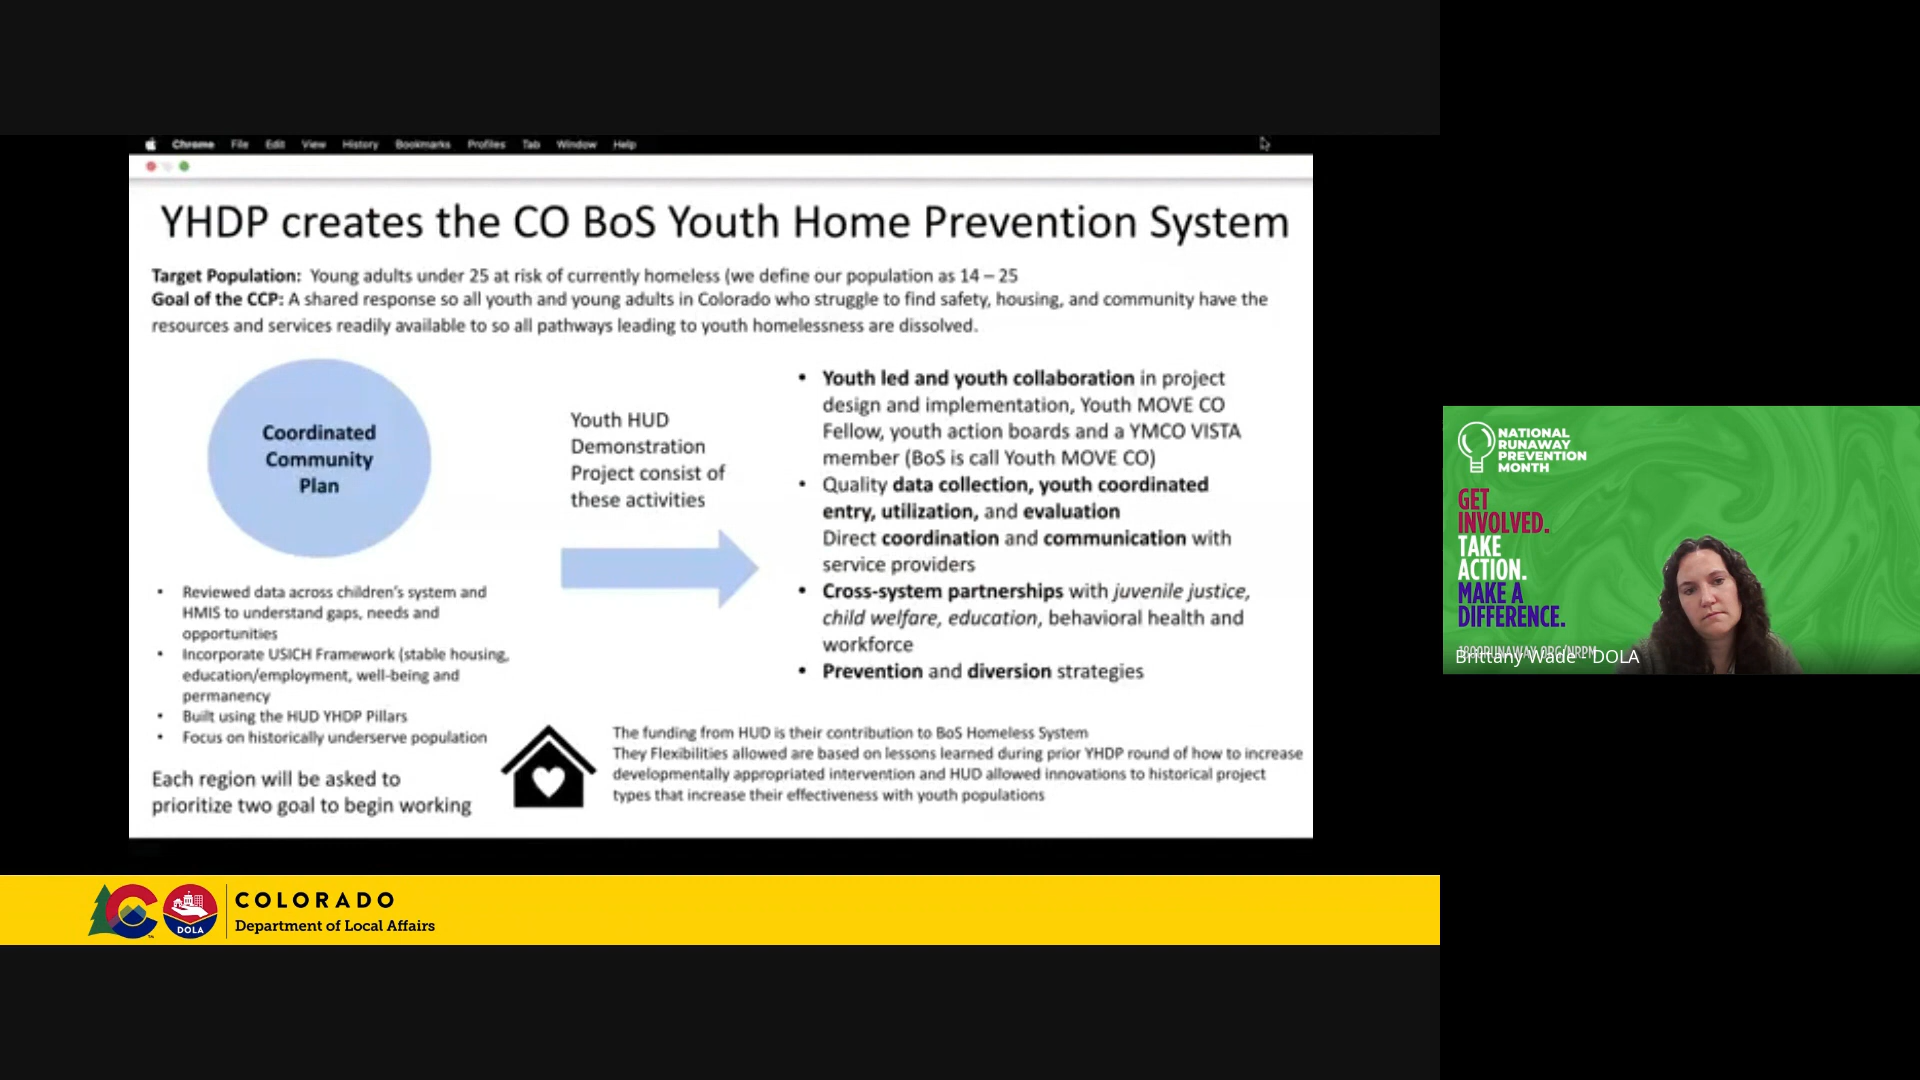 Chrome File Edit View History Bookmarks Profiles Tab Window Help
YHDP creates the CO BoS Youth Home Prevention System
Target Population: Young adults under 25 at risk of currently homeless (we define our population as 14 – 25
Goal of the CCP: A shared response so all youth and young adults in Colorado who struggle to find safety, housing, and community have the
resources and services readily available to so all pathways leading to youth homelessness are dissolved.
Coordinated
Community
Plan
• Reviewed data across children's system and
HMIS to understand gaps, needs and
opportunities
• Incorporate USICH Framework (stable housing,
education/employment, well-being and
permanency
• Built using the HUD YHDP Pillars
• Focus on historically underserve population
Each region will be asked to
prioritize two goal to begin working
Youth HUD
Demonstration
Project consist of
these activities
• Youth led and youth collaboration in project
design and implementation, Youth MOVE CO
Fellow, youth action boards and a YMCO VISTA
member (BoS is call Youth MOVE CO)
• Quality data collection, youth coordinated
entry, utilization, and evaluation
Direct coordination and communication with
service providers
• Cross-system partnerships with juvenile justice,
child welfare, education, behavioral health and
workforce
• Prevention and diversion strategies
The funding from HUD is their contribution to BoS Homeless System
They Flexibilities allowed are based on lessons learned during prior YHDP round of how to increase
developmentally appropriated intervention and HUD allowed innovations to historical project
types that increase their effectiveness with youth populations
DOLA
COLORADO
Department of Local Affairs
NATIONAL
RUNAWAY
PREVENTION
MONTH
GET
INVOLVED.
TAKE
ACTION.
MAKE A
DIFFERENCE.
1800RUNAWAY.ORG/NRPM
Brittany Wade - DOLA